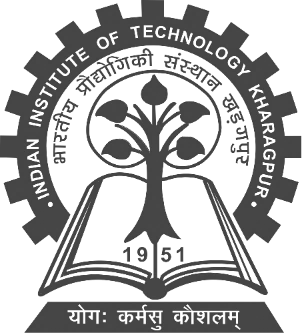 · INDIAN INSTITUTE OF TECHNOLOGY KHARAGPUR ·
भारतीय प्रौद्योगिकी संस्थान खड़गपुर
1951
योगः कर्मसु कौशलम्